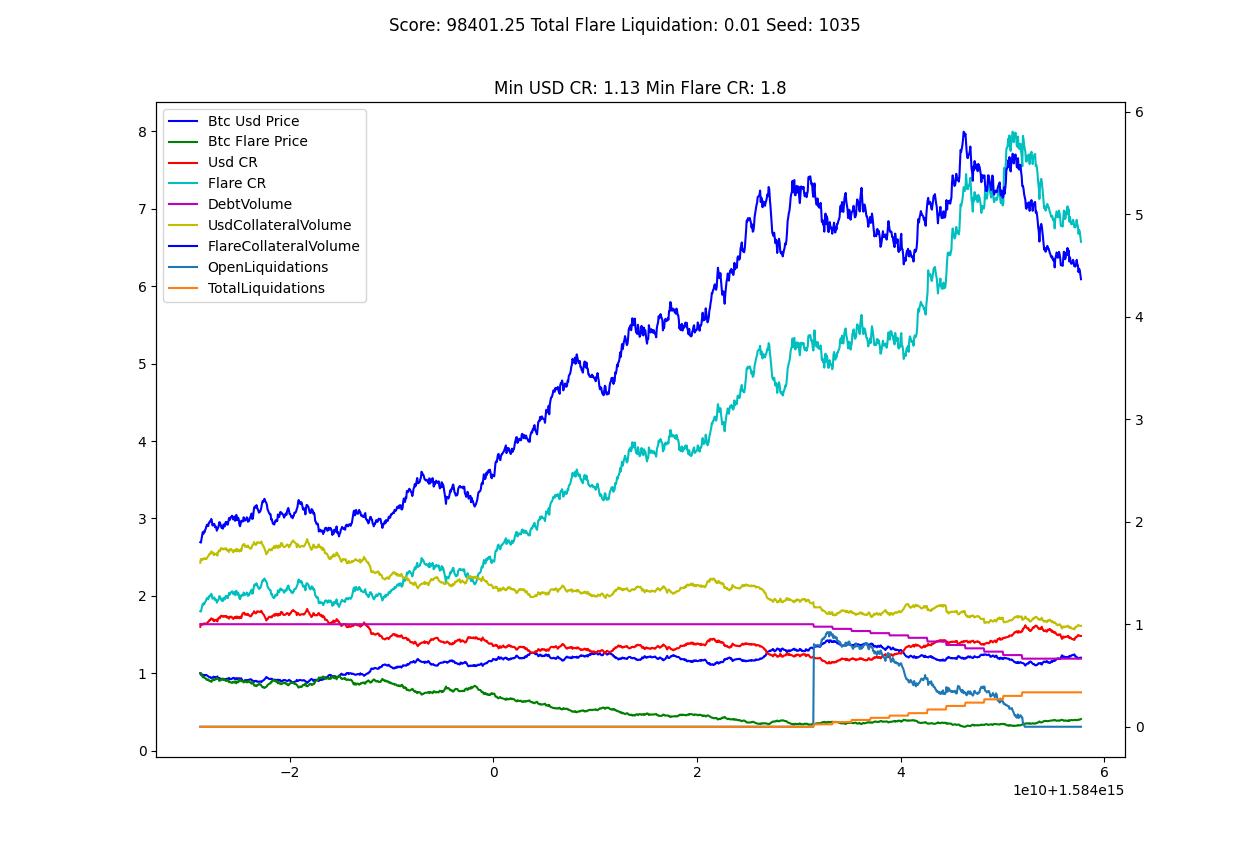 Score: 98401.25 Total Flare Liquidation: 0.01 Seed: 1035
Min USD CR: 1.13 Min Flare CR: 1.8
Btc Usd Price
Btc Flare Price
Usd CR
Flare CR
DebtVolume
UsdCollateralVolume
FlareCollateralVolume
OpenLiquidations
TotalLiquidations
8
7
6
5
4
3
2
1
0
6
5
4
3
2
1
0
−2
0
2
4
6
1e10+1.584e15